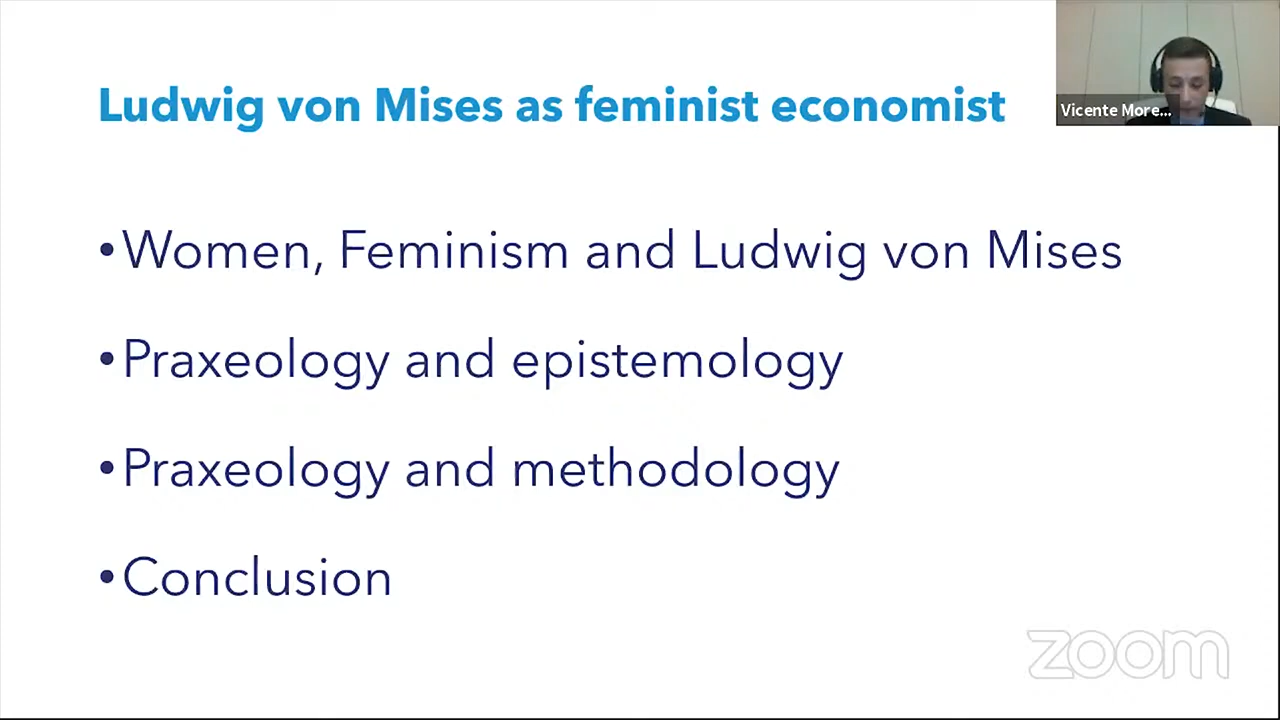 Ludwig von Mises as feminist economist
Vicente More...
•Women, Feminism and Ludwig von Mises
•Praxeology and epistemology
•Praxeology and methodology
•Conclusion
zoom